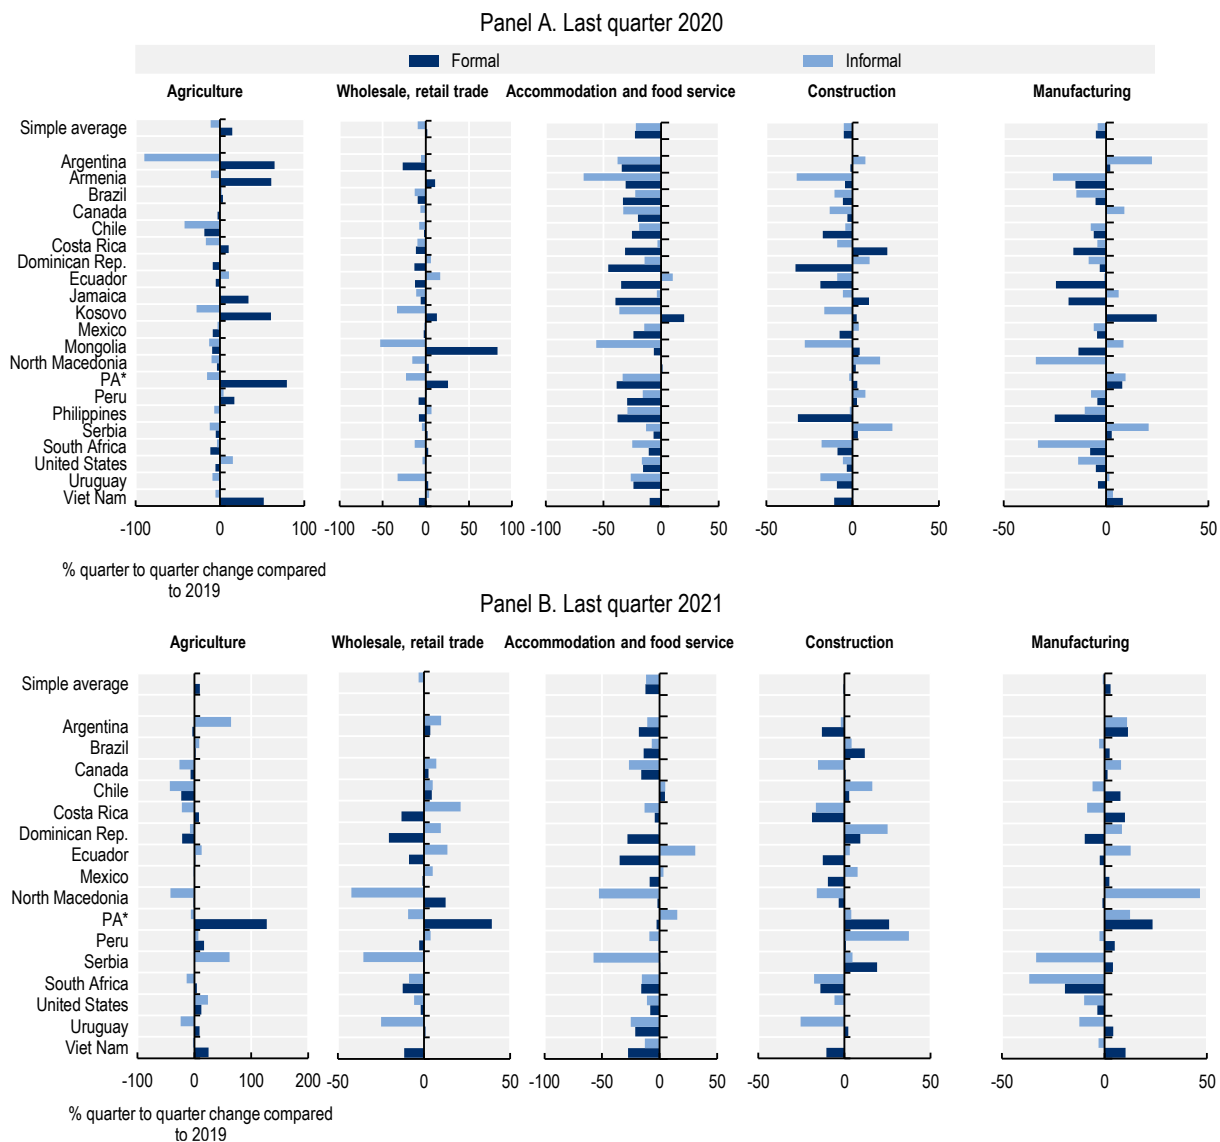 Panel A. Last quarter 2020
Formal
Informal
Agriculture
Wholesale, retail trade
Accommodation and food service
Construction
Manufacturing
Simple average
Argentina
Armenia
Brazil
Canada
Chile
Costa Rica
Dominican Rep.
Ecuador
Jamaica
Kosovo
Mexico
Mongolia
North Macedonia
PA*
Peru
Philippines
Serbia
South Africa
United States
Uruguay
Viet Nam
-100 0 100
-100 -50 0 50 100
-100 -50 0 50
-50 0 50
-50 0 50
% quarter to quarter change compared
to 2019
Panel B. Last quarter 2021
Agriculture
Wholesale, retail trade
Accommodation and food service
Construction
Manufacturing
Simple average
Argentina
Brazil
Canada
Chile
Costa Rica
Dominican Rep.
Ecuador
Mexico
North Macedonia
PA*
Peru
Serbia
South Africa
United States
Uruguay
Viet Nam
-100 0 100 200
-50 0 50
-100 -50 0 50
-50 0 50
-50 0 50
% quarter to quarter change compared
to 2019